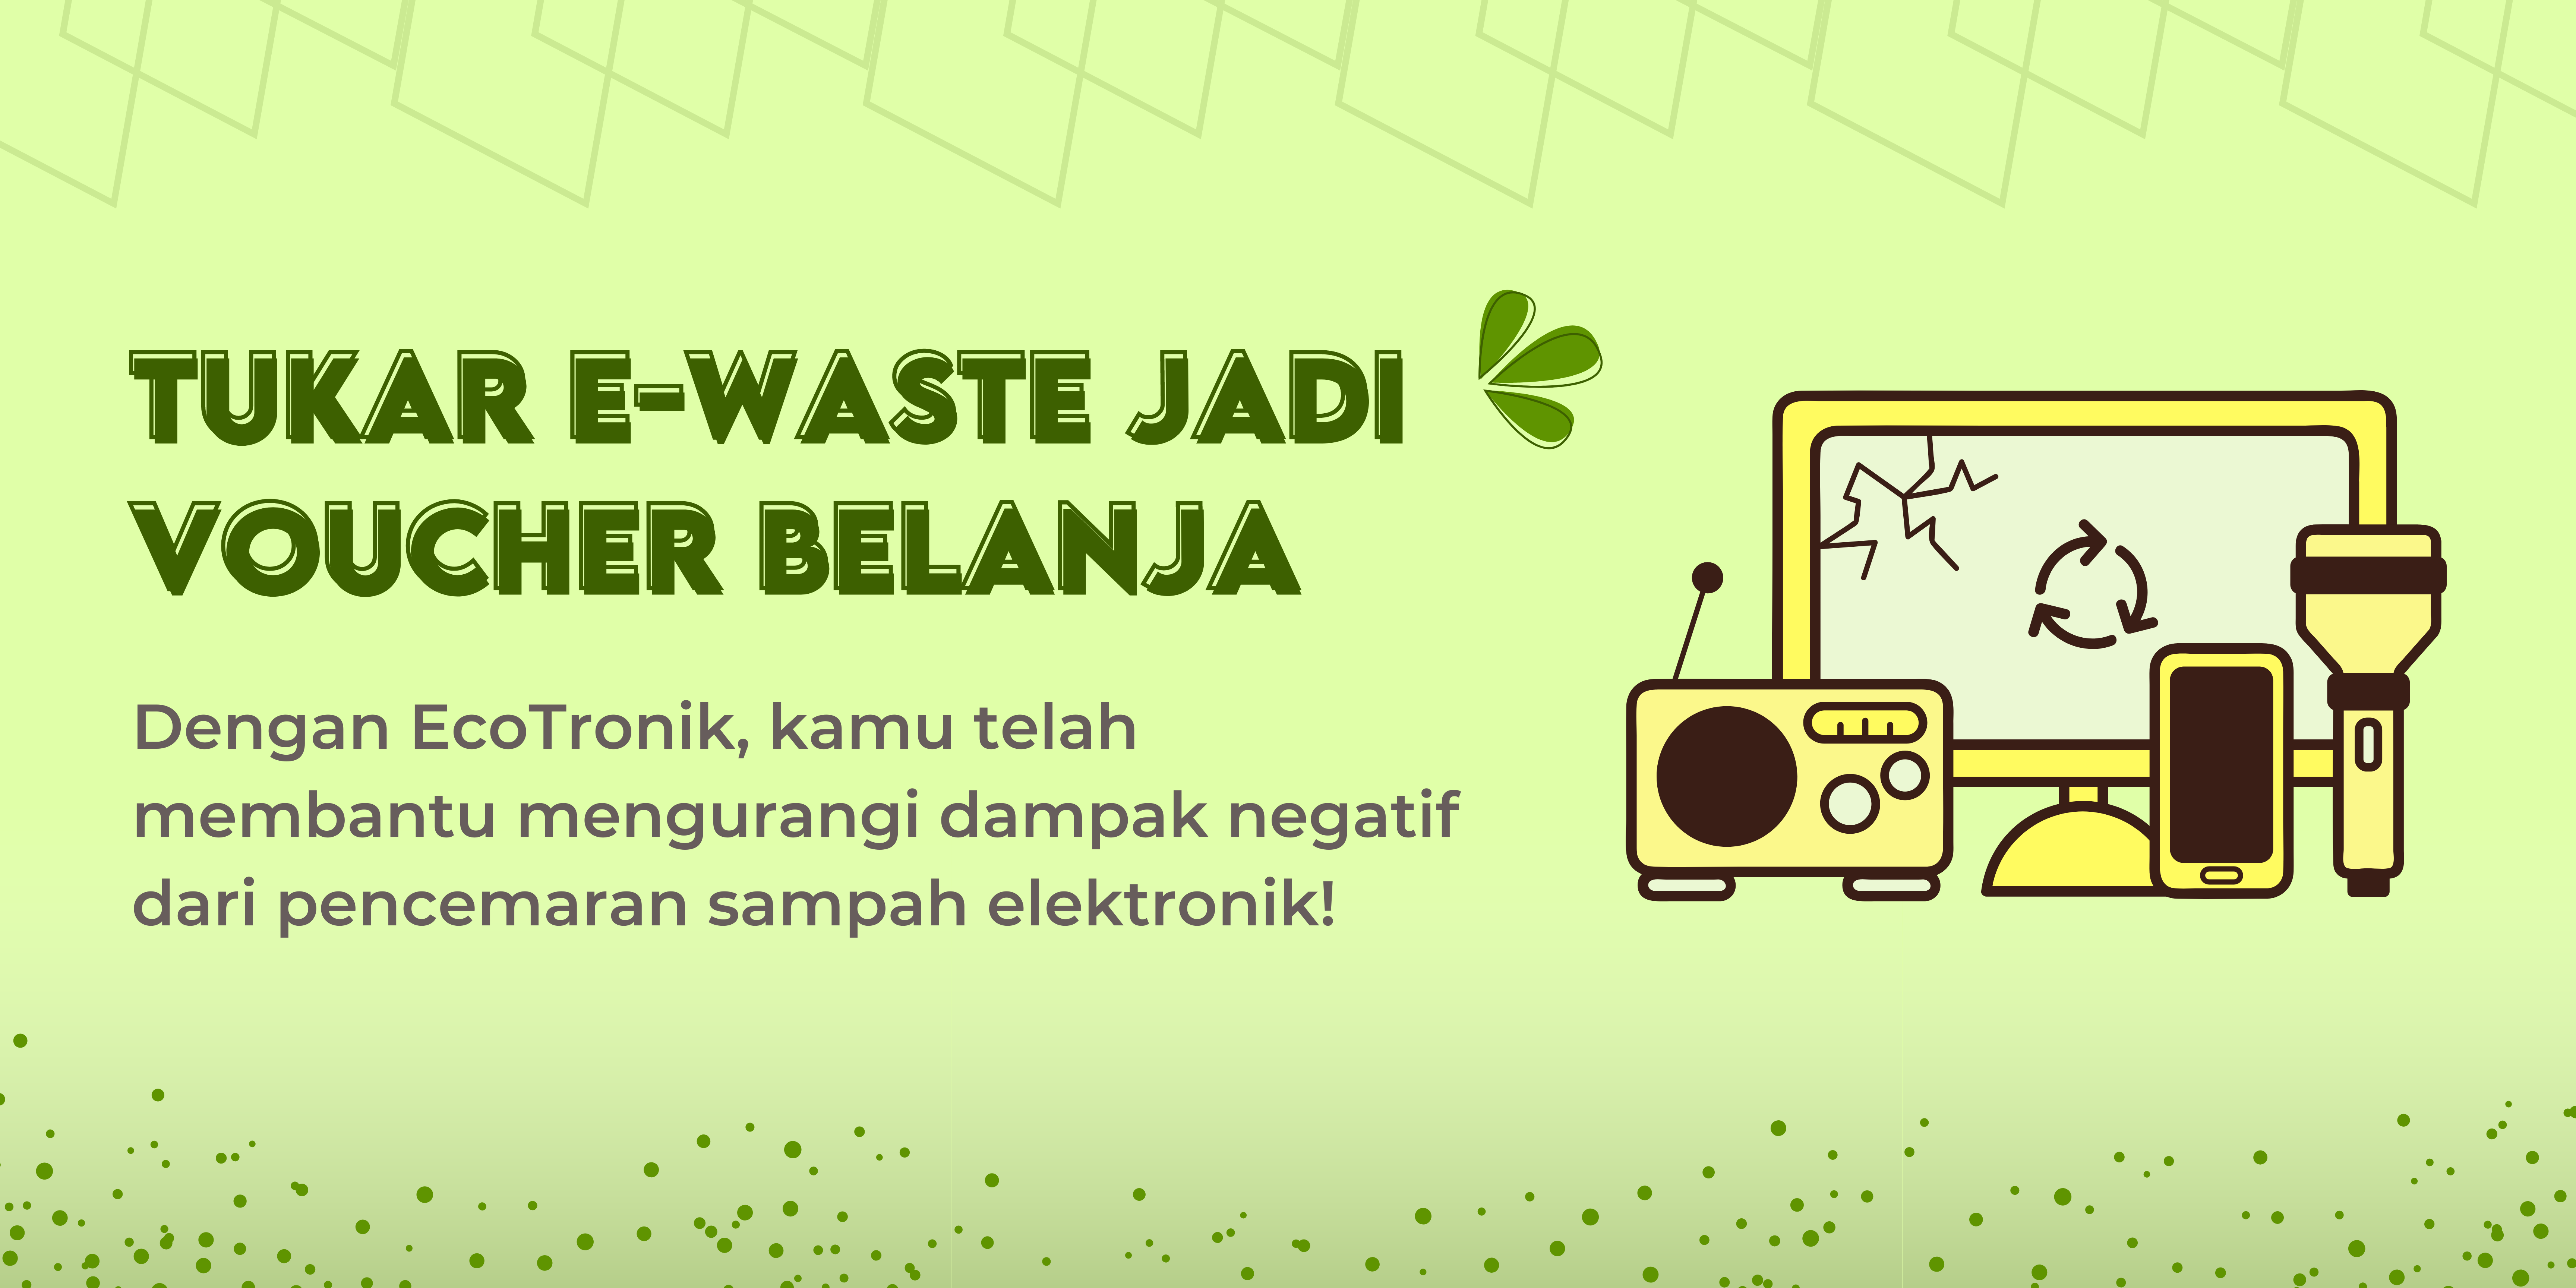 TUKAR E-WASTE JADI
VOUCHER BELANJA
Dengan EcoTronik, kamu telah
membantu mengurangi dampak negatif
dari pencemaran sampah elektronik!